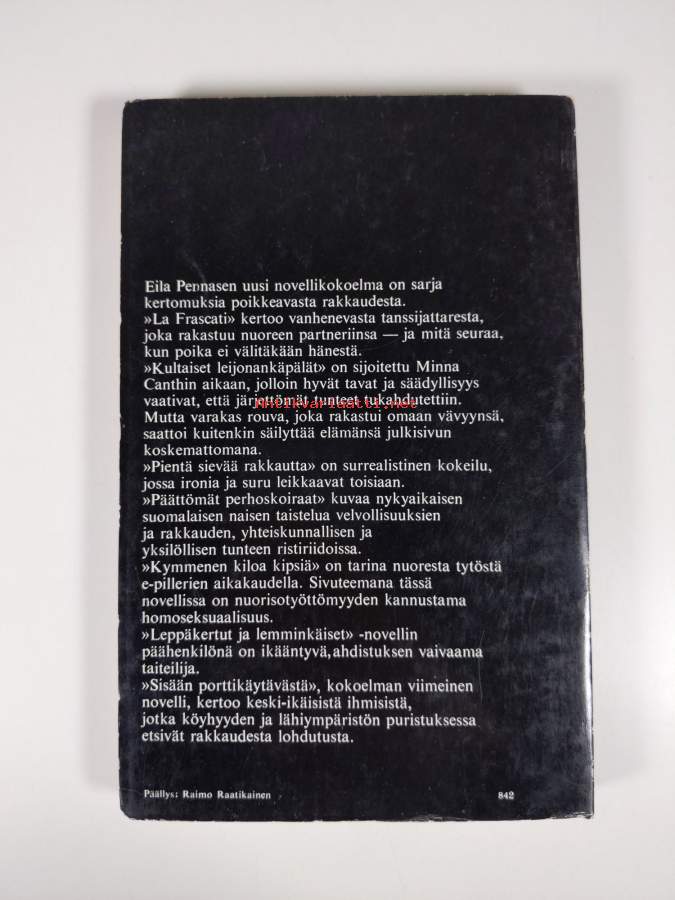 Eila Pennasen uusi novellikokoelma on sarja
kertomuksia poikkeavasta rakkaudesta.
»La Frascati» kertoo vanhenevasta tanssijattaresta,
joka rakastuu nuoreen partneriinsa — ja mitä seuraa,
kun poika ei välitäkään hänestä.
»Kultaiset leijonankäpälät» on sijoitettu Minna
Canthin aikaan, jolloin hyvät tavat ja säädyllisyys
vaativat, että järjettömät tunteet tukahdutettiin.
Antikvariaatti.net
Mutta varakas rouva, joka rakastui omaan vävyynsä,
saattoi kuitenkin säilyttää elämänsä julkisivun
koskemattomana.
»Pientä sievää rakkautta» on surrealistinen kokeilu,
jossa ironia ja suru leikkaavat toisiaan.
»Päättömät perhoskoiraat» kuvaa nykyaikaisen
suomalaisen naisen taistelua velvollisuuksien
ja rakkauden, yhteiskunnallisen ja
yksilöllisen tunteen ristiriidoissa.
»Kymmenen kiloa kipsiä» on tarina nuoresta tytöstä
e-pillerien aikakaudella. Sivuteemana tässä
novellissa on nuorisotyöttömyyden kannustama
homoseksuaalisuus.
»Leppäkertut ja lemminkäiset» -novellin
päähenkilönä on ikääntyvä, ahdistuksen vaivaama
taiteilija.
»Sisään porttikäytävästä», kokoelman viimeinen
novelli, kertoo keski-ikäisistä ihmisistä,
jotka köyhyyden ja lähiympäristön puristuksessa
etsivät rakkaudesta lohdutusta.
Päällys: Raimo Raatikainen 842